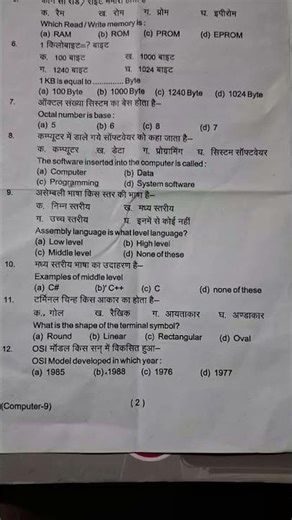 क. रैम ख. रोम ग. प्रोम घ. इपीरोम
Which Read/Write memory is :
(a) RAM (b) ROM (c) PROM (d) EPROM
6. 1 किलोबाइट=? बाइट
क. 100 बाइट ख. 1000 बाइट
ग. 1240 बाइट घ. 1024 बाइट
1 KB is equal to .............. Byte
(a) 100 Byte (b) 1000 Byte (c) 1240 Byte (d) 1024 Byte
7. ऑक्टल संख्या सिस्टम का बेस होता है–
Octal number is base :
(a) 5 (b) 6 (c) 8 (d) 7
8. कम्प्यूटर में डाले गये सॉफ्टवेयर को कहा जाता है–
क. कम्प्यूटर ख. डेटा ग. प्रोग्रामिंग घ. सिस्टम सॉफ्टवेयर
The software inserted into the computer is called :
(a) Computer (b) Data
(c) Programming (d) System software
9. असेम्बली भाषा किस स्तर की भाषा है–
क. निम्न स्तरीय ख. मध्य स्तरीय
ग. उच्च स्तरीय घ. इनमें से कोई नहीं
Assembly language is what level language?
(a) Low level (b) High level
(c) Middle level (d) None of these
10. मध्य स्तरीय भाषा का उदाहरण है–
Examples of middle level
(a) C# (b) C++ (c) C (d) none of these
11. टर्मिनल चिन्ह किस आकार का होता है–
क. गोल ख. रैखिक ग. आयताकार घ. अण्डाकार
What is the shape of the terminal symbol?
(a) Round (b) Linear (c) Rectangular (d) Oval
12. OSI मॉडल किस सन् में विकसित हुआ–
OSI Model developed in which year :
(a) 1965 (b) 1988 (c) 1976 (d) 1977
(Computer-9) (2)